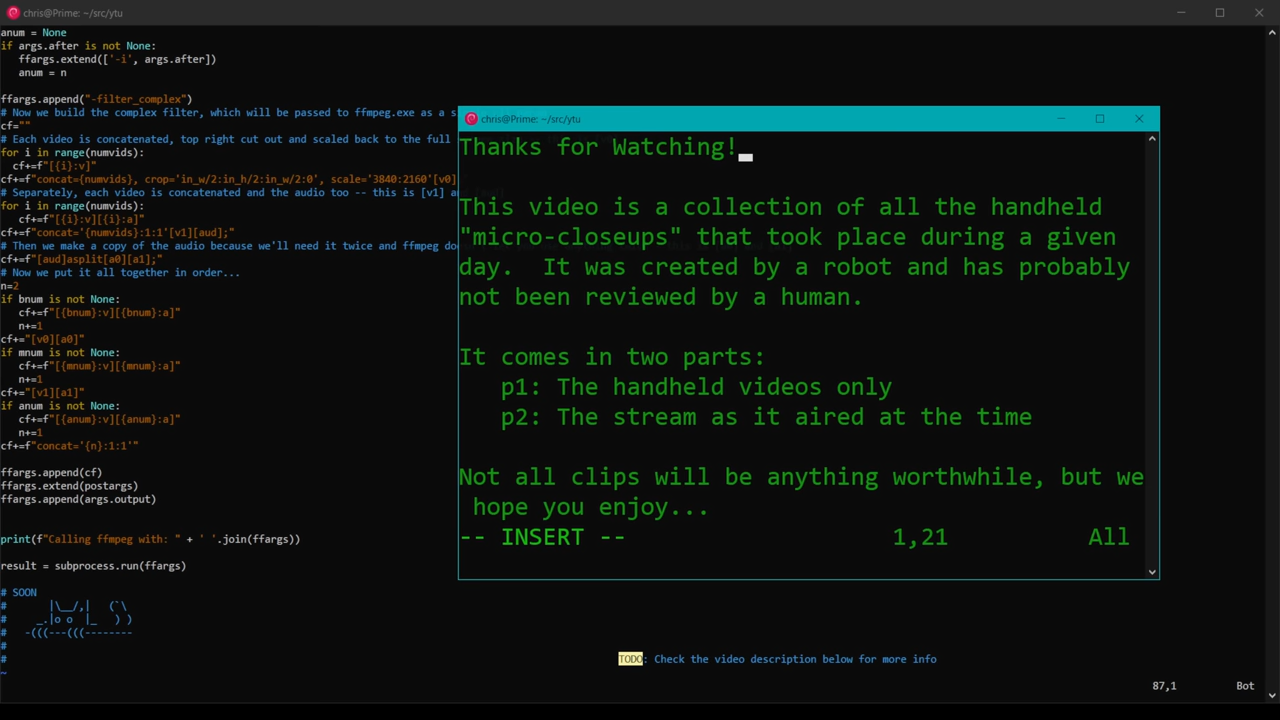 chris@Prime: ~/src/ytu
anum = None
if args.after is not None:
   ffargs.extend(['-i', args.after])
   anum = n
ffargs.append("-filter_complex")
# Now we build the complex filter, which will be passed to ffmpeg.exe as a s
cf=""
# Each video is concatenated, top right cut out and scaled back to the full
for i in range(numvids):
  cf+=f"[{i}:v]"
cf+=f"concat={numvids}, crop='in_w/2:in_h/2:in_w/2:0', scale='3840:2160'[v0]
# Separately, each video is concatenated and the audio too -- this is [v1] a
for i in range(numvids):
   cf+=f"[{i}:v][{i}:a]"
cf+=f"concat='{numvids}:1:1'[v1][aud];"
# Then we make a copy of the audio because we'll need it twice and ffmpeg do
cf+=f"[aud]asplit[a0][a1];"
# Now we put it all together in order...
n=2
if bnum is not None:
   cf+=f"[{bnum}:v][{bnum}:a]"
   n+=1
cf+="[v0][a0]"
if mnum is not None:
   cf+=f"[{mnum}:v][{mnum}:a]"
   n+=1
cf+="[v1][a1]"
if anum is not None:
   cf+=f"[{anum}:v][{anum}:a]"
   n+=1
cf+=f"concat='{n}:1:1'"
ffargs.append(cf)
ffargs.extend(postargs)
ffargs.append(args.output)
print(f"Calling ffmpeg with: " + ' '.join(ffargs))
result = subprocess.run(ffargs)
# SOON
#     |\__/,|   (`\
#   _.|o o  |_   ) )
#  -(((---(((--------
#
#
~
chris@Prime: ~/src/ytu
Thanks for Watching!
This video is a collection of all the handheld
"micro-closeups" that took place during a given
day.  It was created by a robot and has probably
not been reviewed by a human.
It comes in two parts:
   p1: The handheld videos only
   p2: The stream as it aired at the time
Not all clips will be anything worthwhile, but we
 hope you enjoy...
-- INSERT -- 1,21 All
TODO: Check the video description below for more info
87,1 Bot